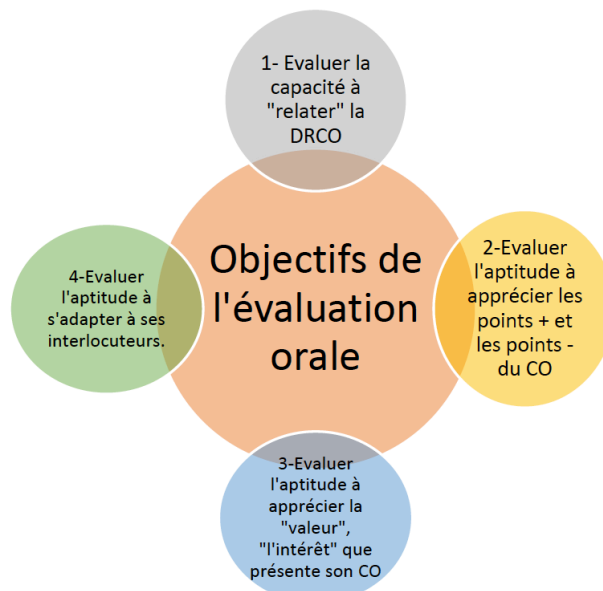 1- Evaluer la
capacité à
"relater" la
DRCO
Objectifs de
l'évaluation
orale
2-Evaluer
l'aptitude à
apprécier les
points + et
les points -
du CO
3-Evaluer
l'aptitude à
apprécier la
"valeur",
"l'intérêt" que
présente son CO
4-Evaluer
l'aptitude à
s'adapter à ses
interlocuteurs.